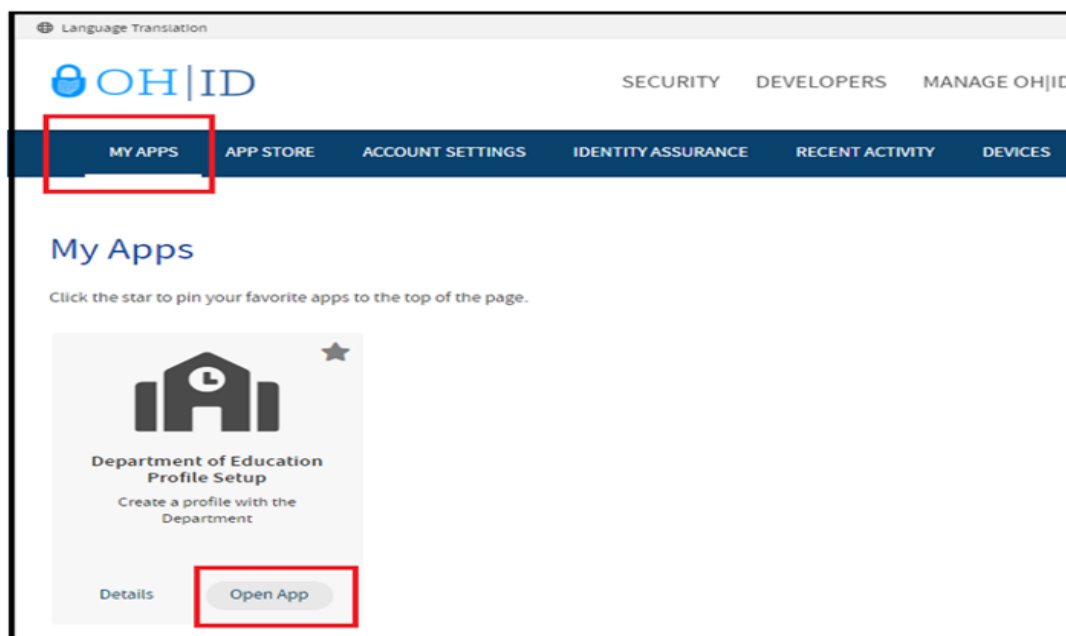 Language Translation
OH|ID
SECURITY DEVELOPERS MANAGE OH|ID
MY APPS APP STORE ACCOUNT SETTINGS IDENTITY ASSURANCE RECENT ACTIVITY DEVICES
My Apps
Click the star to pin your favorite apps to the top of the page.
Department of Education
Profile Setup
Create a profile with the
Department
Details Open App